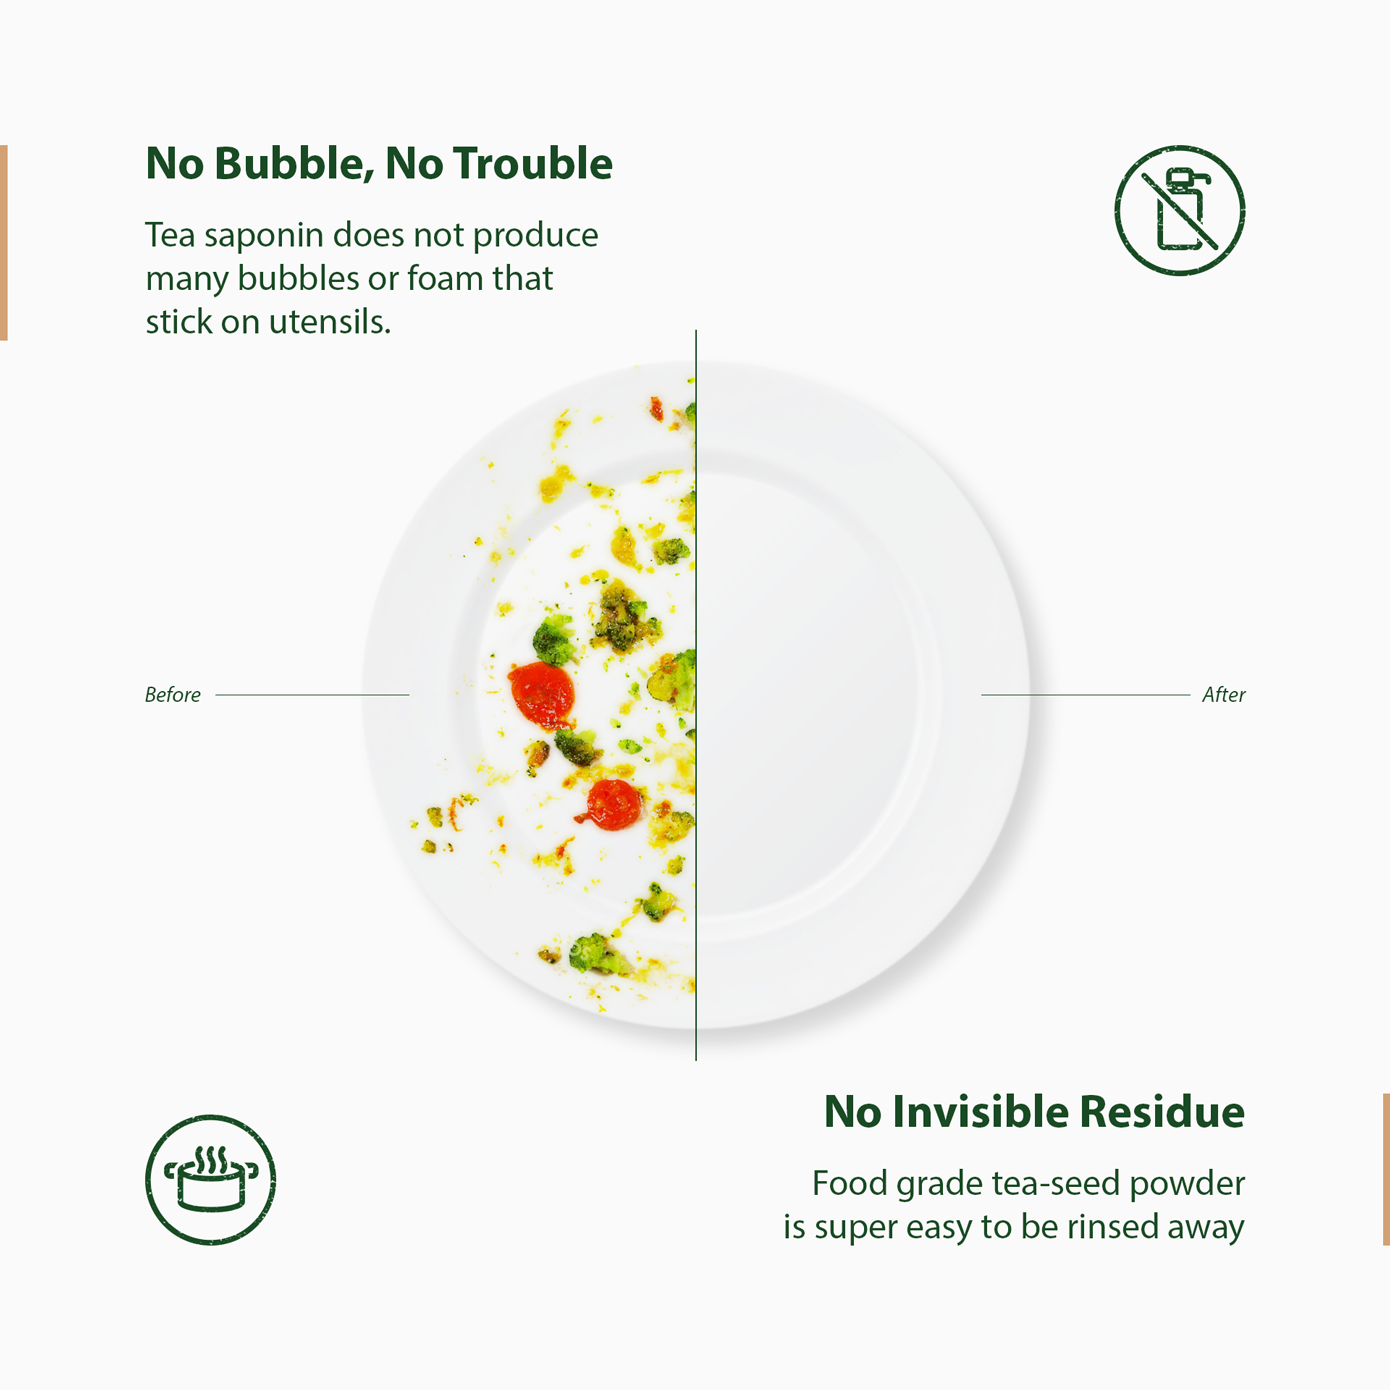 No Bubble, No Trouble
Tea saponin does not produce
many bubbles or foam that
stick on utensils.
Before
After
No Invisible Residue
Food grade tea-seed powder
is super easy to be rinsed away